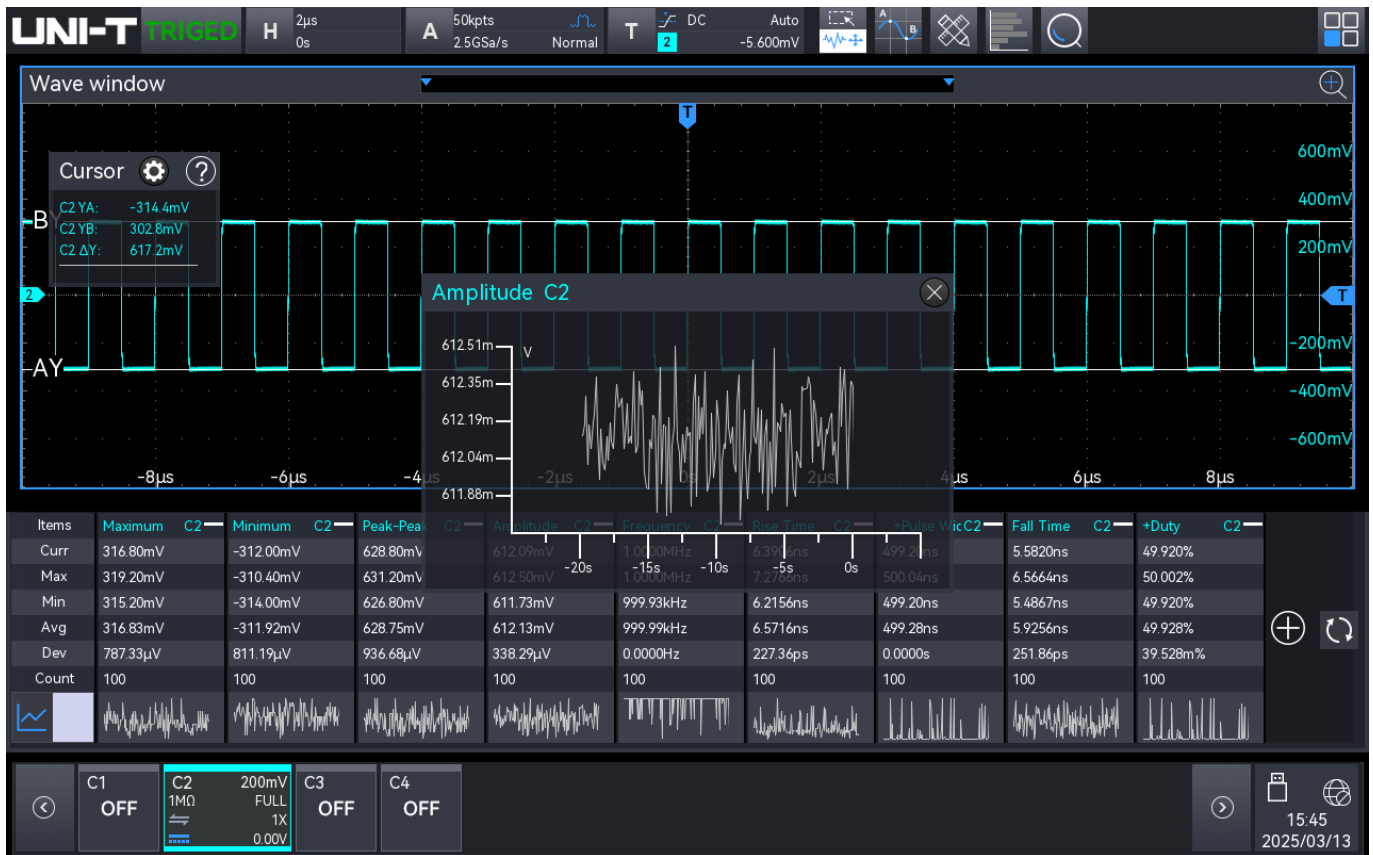 UNI-T TRIGED H 2µs 0s A 50kpts 2.5GSa/s Normal T DC 2 Auto -5.600mV A B
Wave window
T
600mV
Cursor ?
400mV
C2 YA: -314.4mV
BY
C2 YB: 302.8mV
C2 ΔY: 617.2mV
200mV
Amplitude C2
2
T
612.51m
V
-200mV
AY
612.35m
-400mV
612.19m
-600mV
612.04m
-8µs -6µs -4µs -2µs 0s 2µs 4µs 6µs 8µs
611.88m
-20s -15s -10s -5s 0s
Items Maximum C2 Minimum C2 Peak-Peak C2 Amplitude C2 Frequency C2 Rise Time C2 +Pulse WicC2 Fall Time C2 +Duty C2
Curr 316.80mV -312.00mV 628.80mV 612.09mV 1.0000MHz 6.3906ns 499.20ns 5.5820ns 49.920%
Max 319.20mV -310.40mV 631.20mV 612.50mV 1.0000MHz 7.2766ns 500.04ns 6.5664ns 50.002%
Min 315.20mV -314.00mV 626.80mV 611.73mV 999.93kHz 6.2156ns 499.20ns 5.4867ns 49.920%
Avg 316.83mV -311.92mV 628.75mV 612.13mV 999.99kHz 6.5716ns 499.28ns 5.9256ns 49.928%
Dev 787.33µV 811.19µV 936.68µV 338.29µV 0.0000Hz 227.36ps 0.0000s 251.86ps 39.528m%
Count 100 100 100 100 100 100 100 100 100
C1 OFF
C2 200mV
1MΩ FULL
1X
0.00V
C3 OFF
C4 OFF
15:45
2025/03/13